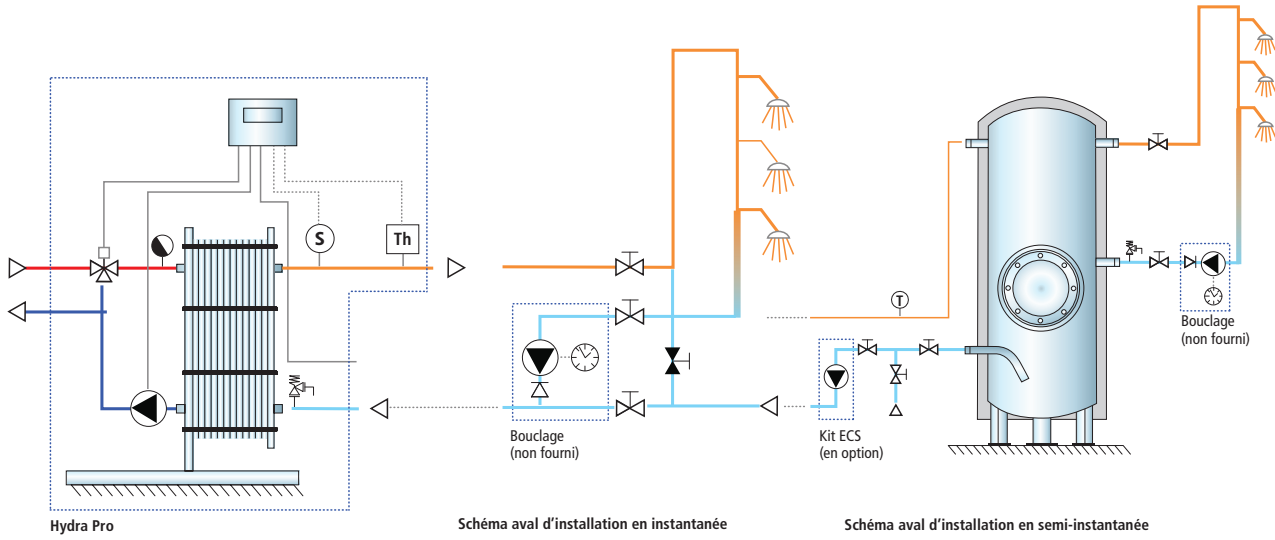 S
Th
T
Bouclage
(non fourni)
Bouclage
(non fourni)
Kit ECS
(en option)
Hydra Pro
Schéma aval d'installation en instantanée
Schéma aval d'installation en semi-instantanée